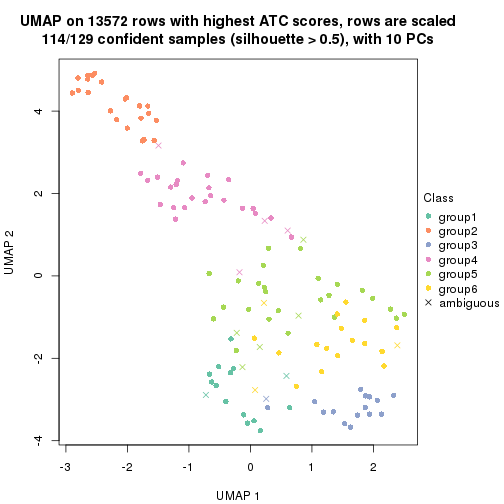 UMAP on 13572 rows with highest ATC scores, rows are scaled
114/129 confident samples (silhouette > 0.5), with 10 PCs
4
2
0
-2
-4
UMAP 2
-3
-2
-1
0
1
2
UMAP 1
Class
group1
group2
group3
group4
group5
group6
ambiguous